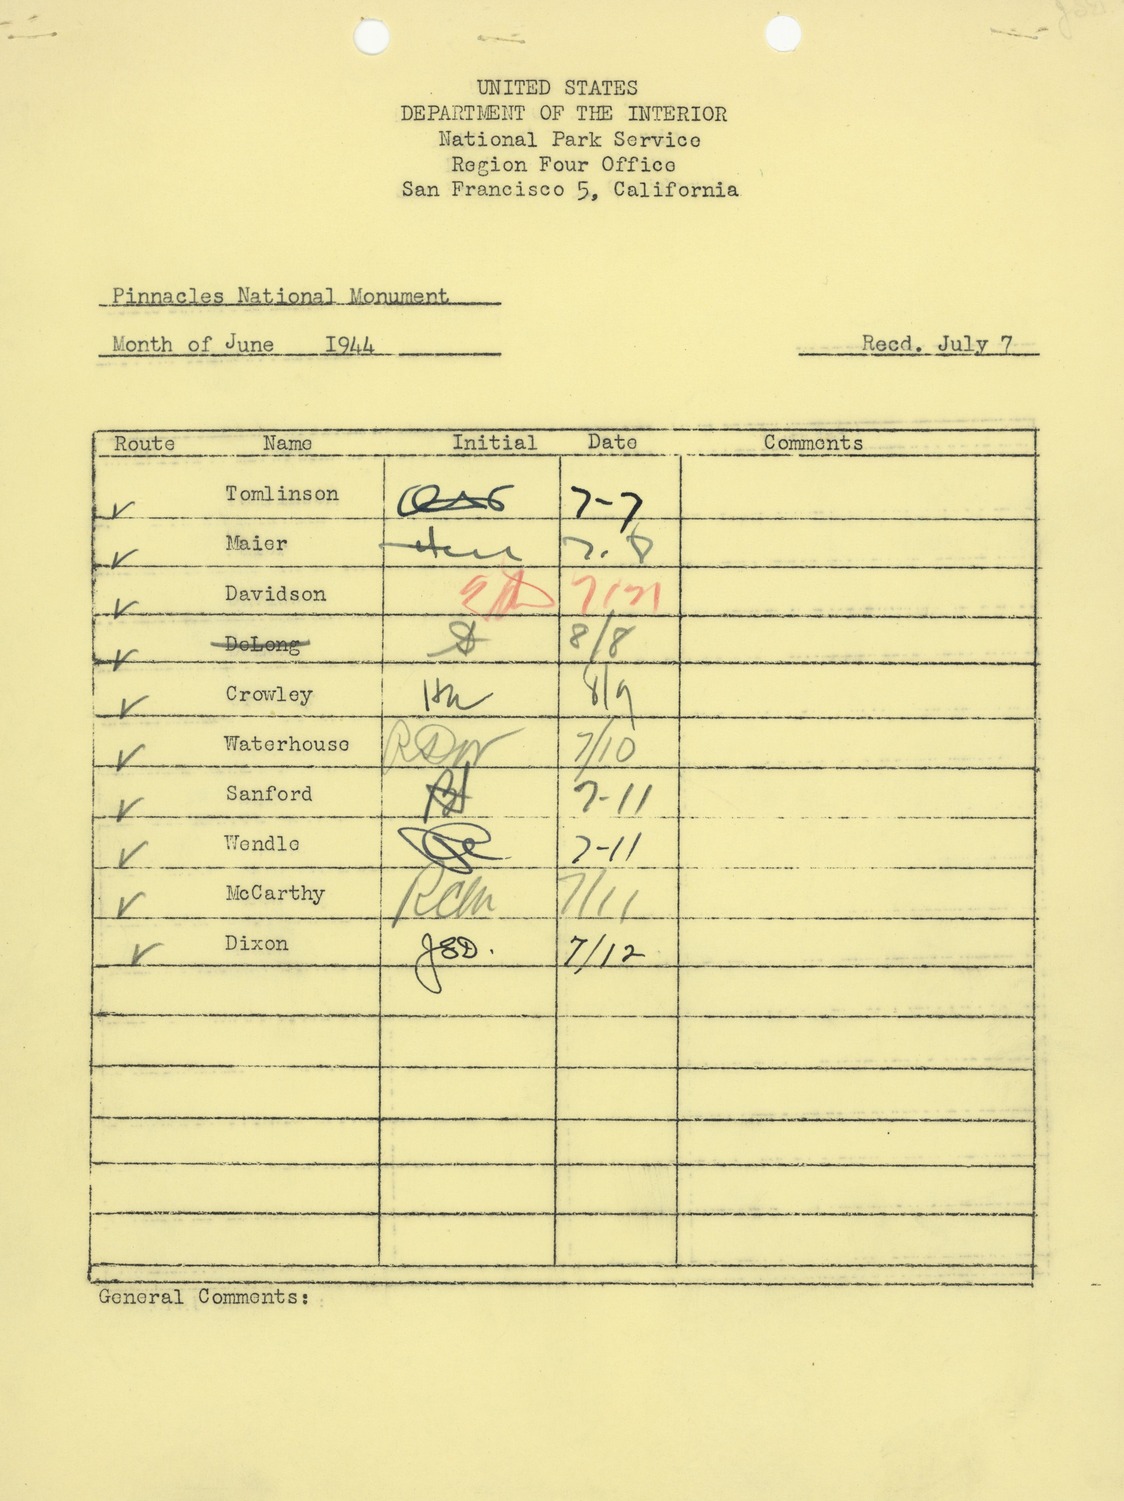 UNITED STATES
DEPARTMENT OF THE INTERIOR
National Park Service
Region Four Office
San Francisco 5, California
Pinnacles National Monument
Month of June 1944 Recd. July 7
Route Name Initial Date Comments
Tomlinson 7-7
Maier 7.8
Davidson
DeLong 8/8
Crowley 8/9
Waterhouse RDW 7/10
Sanford 7-11
Wendle 7-11
McCarthy RCM 7/11
Dixon JED. 7/12
General Comments: